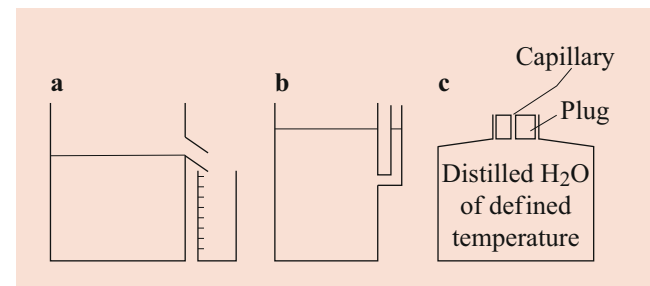 a
b
c
Capillary
Plug
Distilled H₂O
of defined
temperature